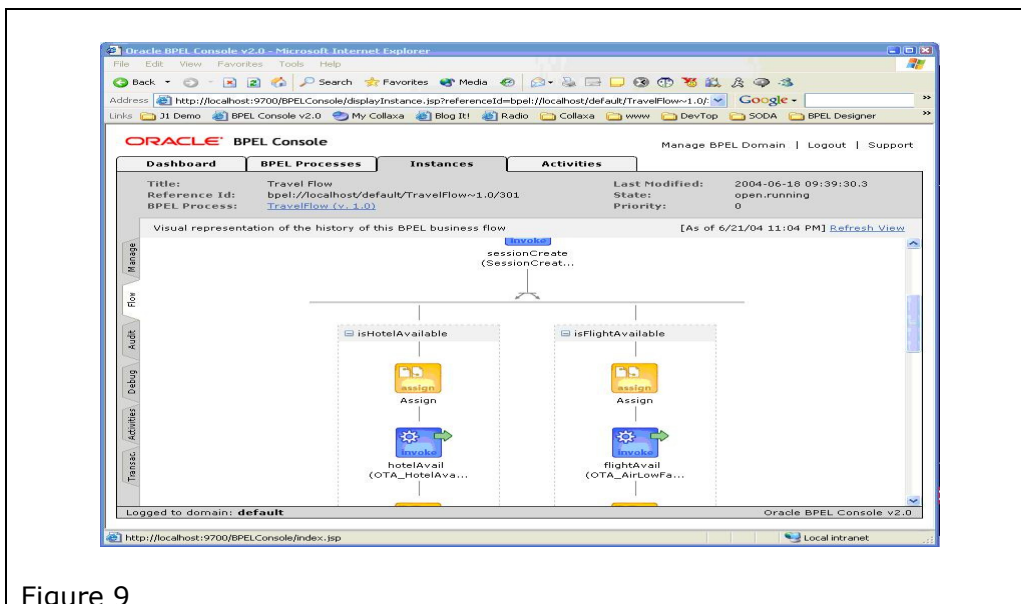 Oracle BPEL Console v2.0 - Microsoft Internet Explorer
File Edit View Favorites Tools Help
Back Search Favorites Media
Address http://localhost:9700/BPELConsole/displayInstance.jsp?referenceId=bpel://localhost/default/TravelFlow~1.0/ Google
Links J1 Demo BPEL Console v2.0 My Collaxa Blog It! Radio Collaxa www DevTop SODA BPEL Designer
ORACLE BPEL Console Manage BPEL Domain | Logout | Support
Dashboard BPEL Processes Instances Activities
Title: Travel Flow Last Modified: 2004-06-18 09:39:30.3
Reference Id: bpel://localhost/default/TravelFlow~1.0/301 State: open.running
BPEL Process: TravelFlow (v. 1.0) Priority: 0
Visual representation of the history of this BPEL business flow [As of 6/21/04 11:04 PM] Refresh View
Manage
Flow
Audit
Debug
Activities
Transac.
invoke
sessionCreate
(SessionCreat...
isHotelAvailable isFlightAvailable
assign assign
Assign Assign
invoke invoke
hotelAvail flightAvail
(OTA_HotelAva... (OTA_AirLowFa...
Logged to domain: default Oracle BPEL Console v2.0
http://localhost:9700/BPELConsole/index.jsp Local intranet
Figure 9